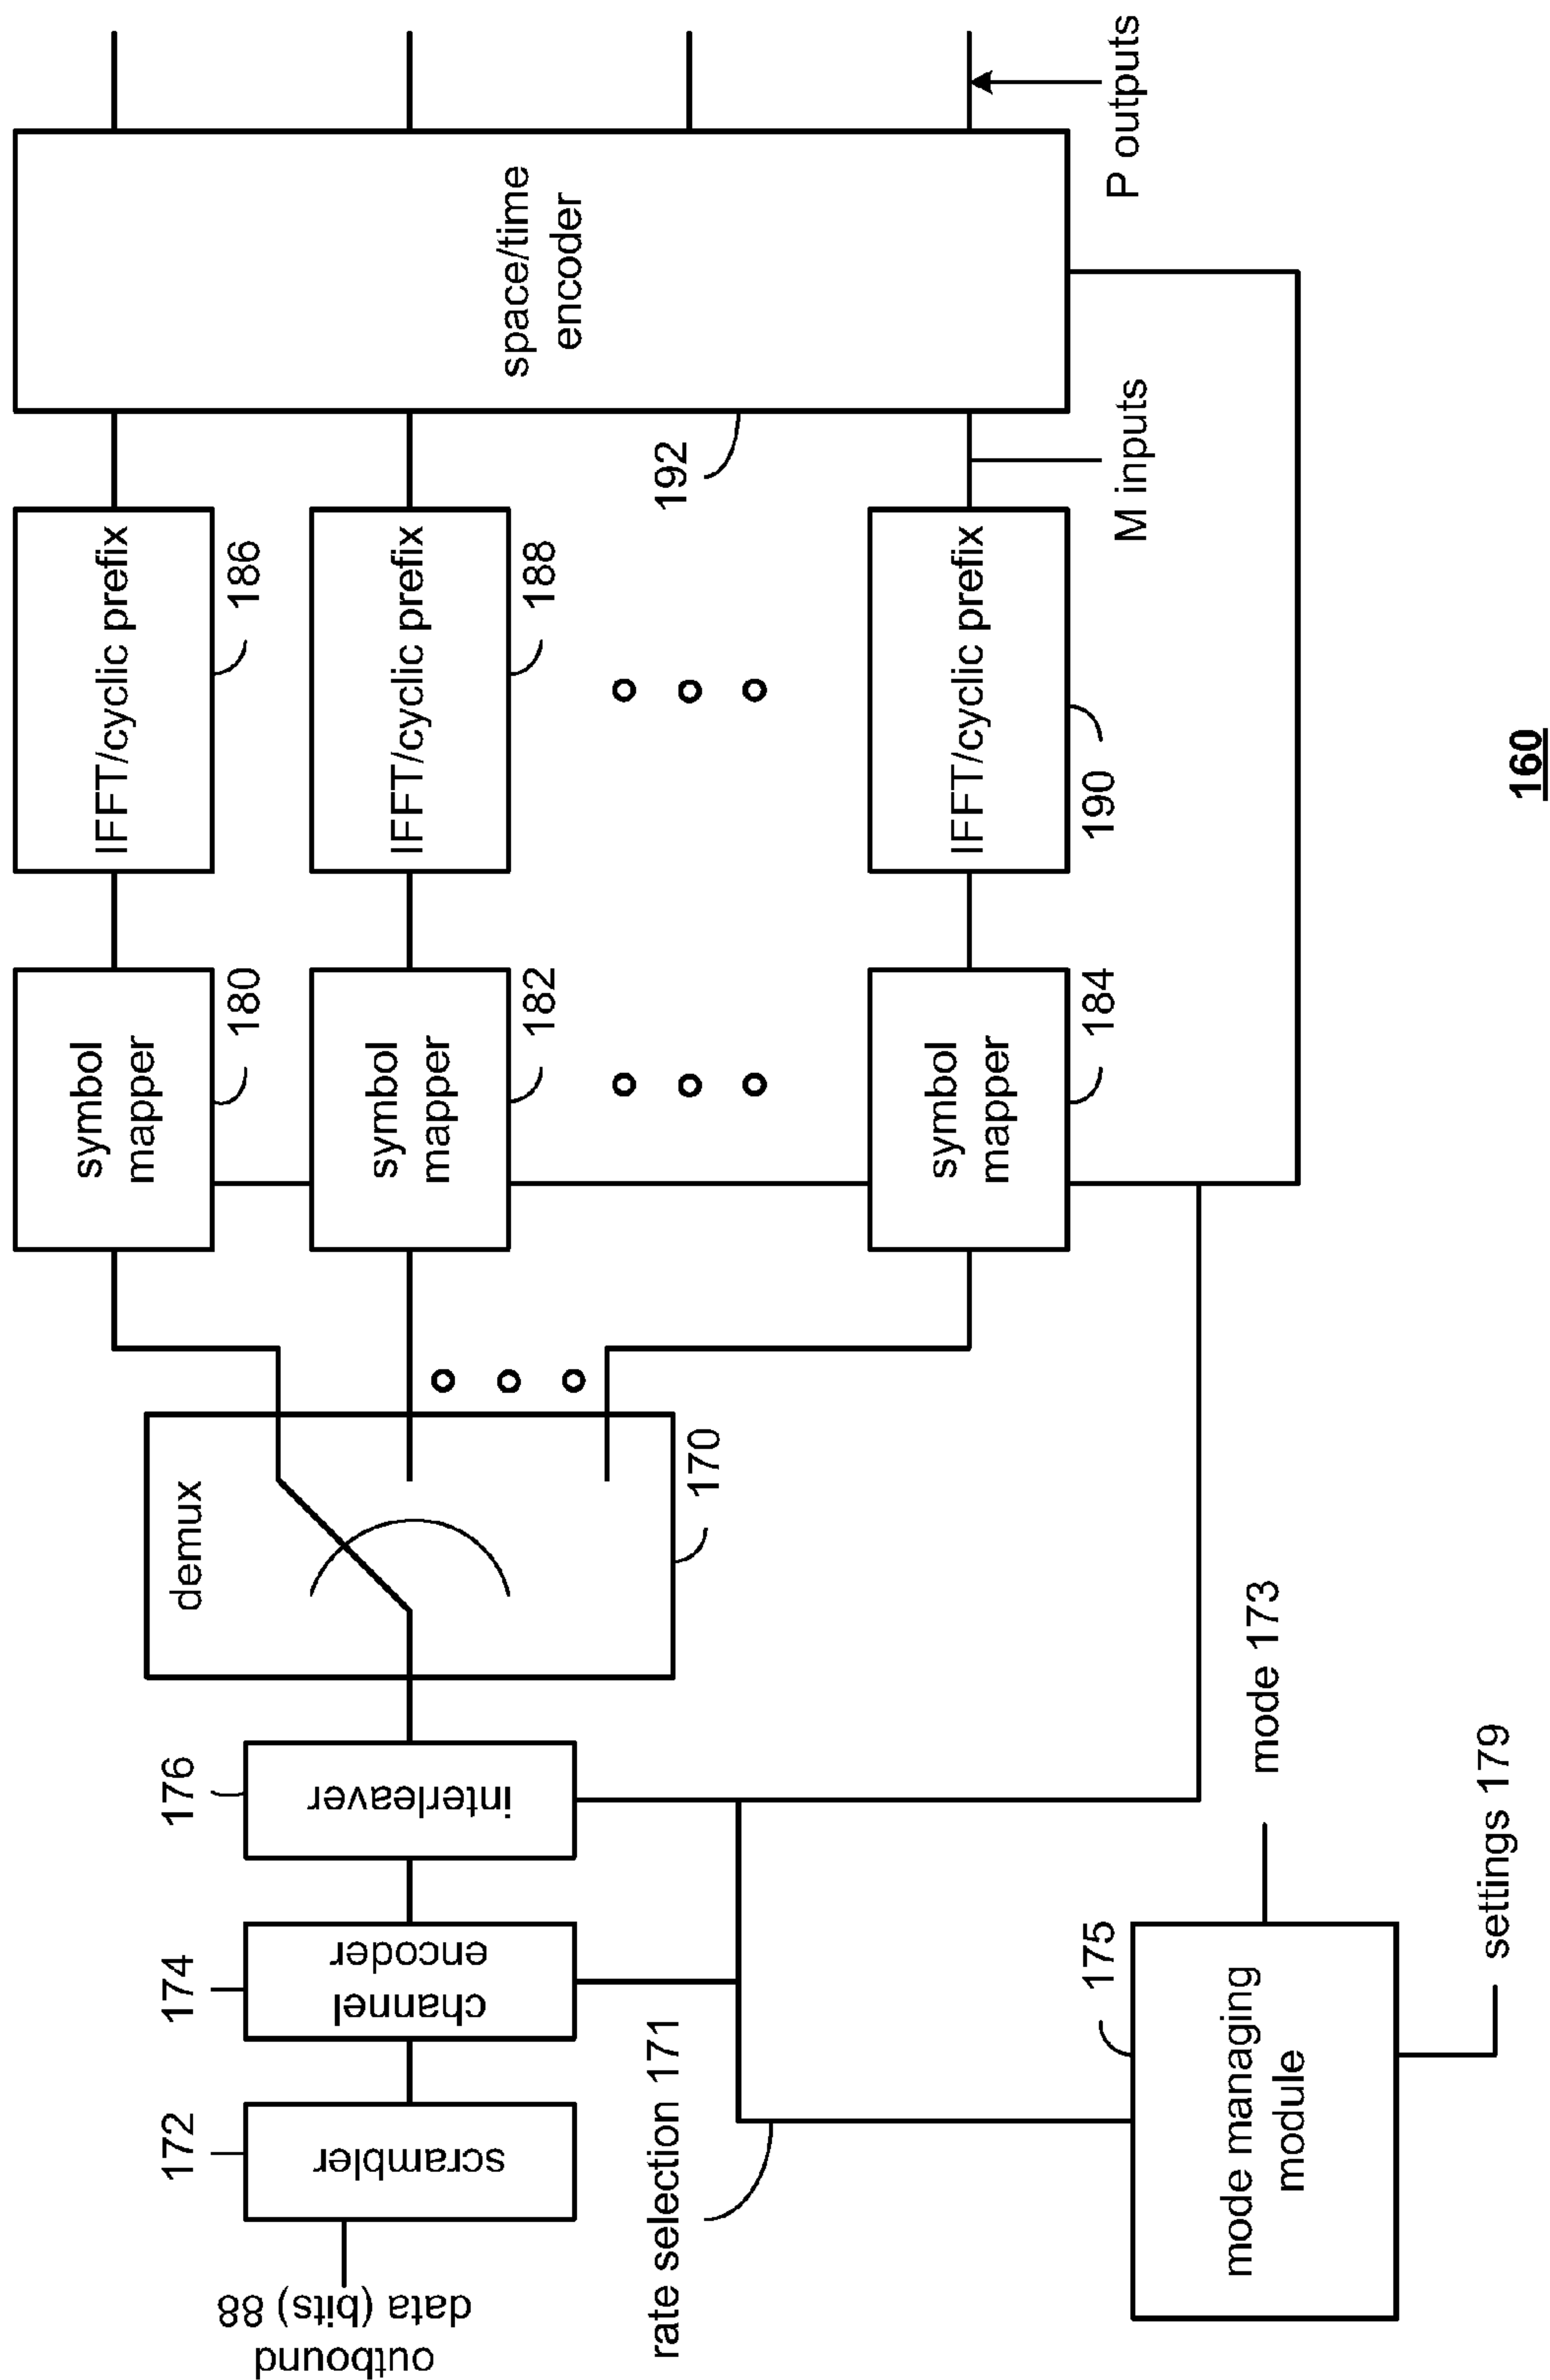 outbound
data (bits) 88
172
scrambler
174
channel
encoder
176
interleaver
demux
170
symbol
mapper
180
symbol
mapper
182
symbol
mapper
184
IFFT/cyclic prefix
186
IFFT/cyclic prefix
188
IFFT/cyclic prefix
190
192
M inputs
space/time
encoder
P outputs
rate selection 171
175
mode managing
module
mode 173
settings 179
160